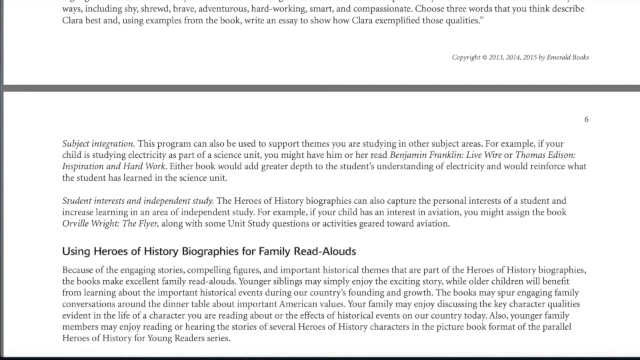 ways, including shy, shrewd, brave, adventurous, hard-working, smart, and compassionate. Choose three words that you think describe
Clara best and, using examples from the book, write an essay to show how Clara exemplified those qualities."
Copyright © 2013, 2014, 2015 by Emerald Books
6
Subject integration. This program can also be used to support themes you are studying in other subject areas. For example, if your
child is studying electricity as part of a science unit, you might have him or her read Benjamin Franklin: Live Wire or Thomas Edison:
Inspiration and Hard Work. Either book would add greater depth to the student's understanding of electricity and would reinforce what
the student has learned in the science unit.
Student interests and independent study. The Heroes of History biographies can also capture the personal interests of a student and
increase learning in an area of independent study. For example, if your child has an interest in aviation, you might assign the book
Orville Wright: The Flyer, along with some Unit Study questions or activities geared toward aviation.
Using Heroes of History Biographies for Family Read-Alouds
Because of the engaging stories, compelling figures, and important historical themes that are part of the Heroes of History biographies,
the books make excellent family read-alouds. Younger siblings may simply enjoy the exciting story, while older children will benefit
from learning about the important historical events during our country's founding and growth. The books may spur engaging family
conversations around the dinner table about important American values. Your family may enjoy discussing the key character qualities
evident in the life of a character you are reading about or the effects of historical events on our country today. Also, younger family
members may enjoy reading or hearing the stories of several Heroes of History characters in the picture book format of the parallel
Heroes of History for Young Readers series.